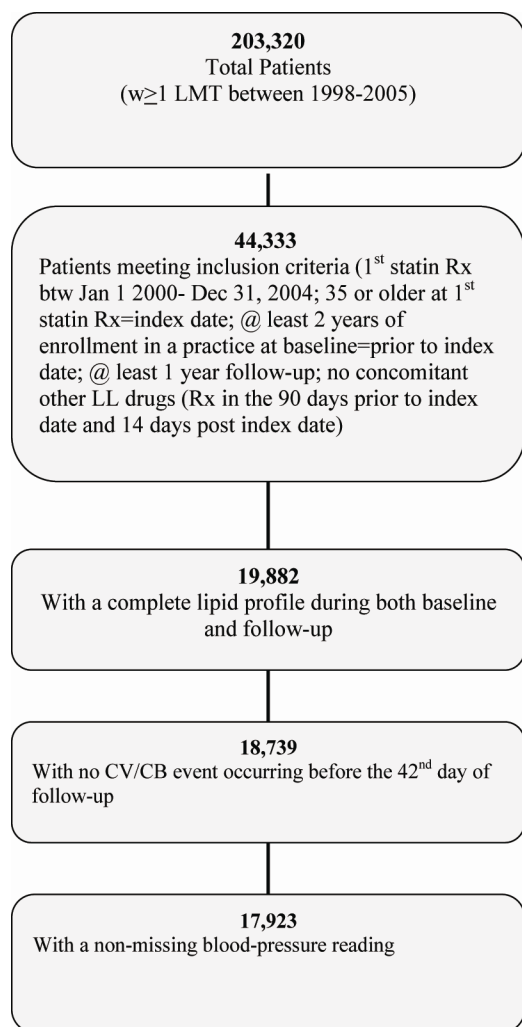 203,320
Total Patients
(w≥1 LMT between 1998-2005)
44,333
Patients meeting inclusion criteria (1st statin Rx
btw Jan 1 2000- Dec 31, 2004; 35 or older at 1st
statin Rx=index date; @ least 2 years of
enrollment in a practice at baseline=prior to index
date; @ least 1 year follow-up; no concomitant
other LL drugs (Rx in the 90 days prior to index
date and 14 days post index date)
19,882
With a complete lipid profile during both baseline
and follow-up
18,739
With no CV/CB event occurring before the 42nd day of
follow-up
17,923
With a non-missing blood-pressure reading